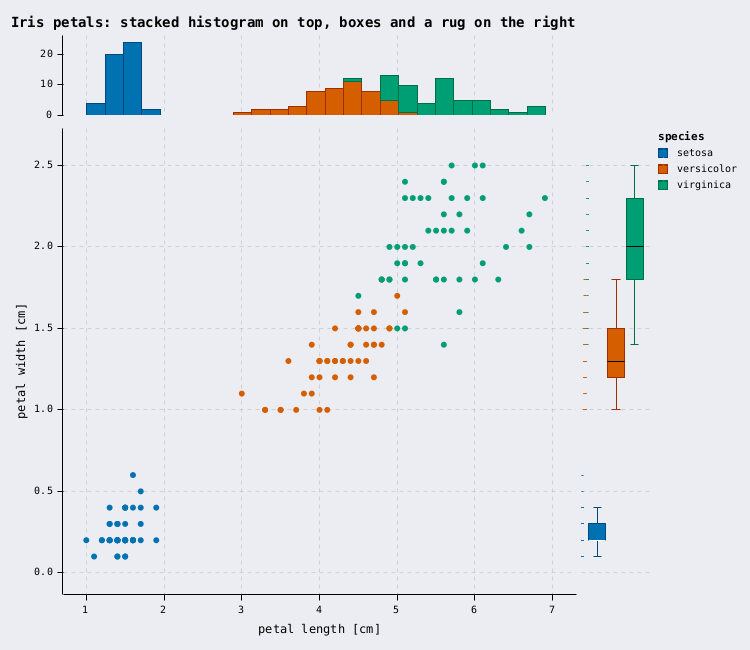 Iris petals: stacked histogram on top, boxes and a rug on the right
20
10
0
species
setosa
versicolor
virginica
2.5
2.0
1.5
1.0
0.5
0.0
petal width [cm]
1 2 3 4 5 6 7
petal length [cm]